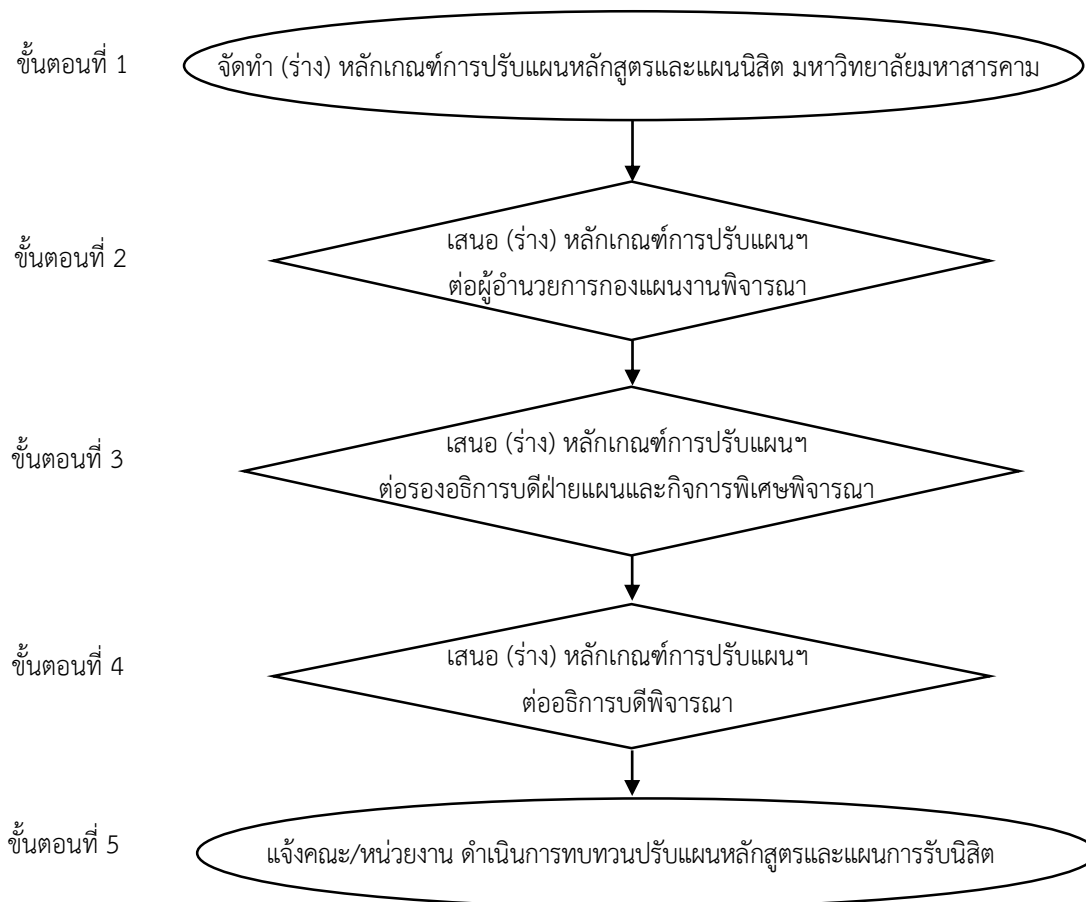 ขั้นตอนที่ 1
จัดทำ (ร่าง) หลักเกณฑ์การปรับแผนหลักสูตรและแผนนิสิต มหาวิทยาลัยมหาสารคาม
ขั้นตอนที่ 2
เสนอ (ร่าง) หลักเกณฑ์การปรับแผนฯ
ต่อผู้อำนวยการกองแผนงานพิจารณา
ขั้นตอนที่ 3
เสนอ (ร่าง) หลักเกณฑ์การปรับแผนฯ
ต่อรองอธิการบดีฝ่ายแผนและกิจการพิเศษพิจารณา
ขั้นตอนที่ 4
เสนอ (ร่าง) หลักเกณฑ์การปรับแผนฯ
ต่ออธิการบดีพิจารณา
ขั้นตอนที่ 5
แจ้งคณะ/หน่วยงาน ดำเนินการทบทวนปรับแผนหลักสูตรและแผนการรับนิสิต